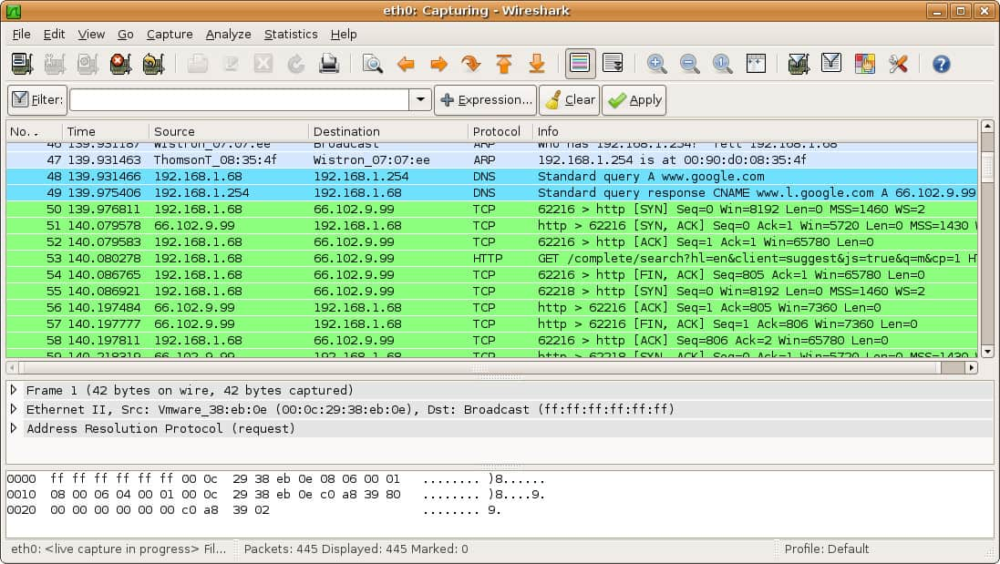 eth0: Capturing - Wireshark
File Edit View Go Capture Analyze Statistics Help
Filter: Expression... Clear Apply
No. . Time Source Destination Protocol Info
46 139.931187 Wistron_07:07:ee Broadcast ARP Who has 192.168.1.254? Tell 192.168.1.68
47 139.931463 ThomsonT_08:35:4f Wistron_07:07:ee ARP 192.168.1.254 is at 00:90:d0:08:35:4f
48 139.931466 192.168.1.68 192.168.1.254 DNS Standard query A www.google.com
49 139.975406 192.168.1.254 192.168.1.68 DNS Standard query response CNAME www.l.google.com A 66.102.9.99
50 139.976811 192.168.1.68 66.102.9.99 TCP 62216 > http [SYN] Seq=0 Win=8192 Len=0 MSS=1460 WS=2
51 140.079578 66.102.9.99 192.168.1.68 TCP http > 62216 [SYN, ACK] Seq=0 Ack=1 Win=5720 Len=0 MSS=1430
52 140.079583 192.168.1.68 66.102.9.99 TCP 62216 > http [ACK] Seq=1 Ack=1 Win=65780 Len=0
53 140.080278 192.168.1.68 66.102.9.99 HTTP GET /complete/search?hl=en&client=suggest&js=true&q=m&cp=1
54 140.086765 192.168.1.68 66.102.9.99 TCP 62216 > http [FIN, ACK] Seq=805 Ack=1 Win=65780 Len=0
55 140.086921 192.168.1.68 66.102.9.99 TCP 62218 > http [SYN] Seq=0 Win=8192 Len=0 MSS=1460 WS=2
56 140.197484 66.102.9.99 192.168.1.68 TCP http > 62216 [ACK] Seq=1 Ack=805 Win=7360 Len=0
57 140.197777 66.102.9.99 192.168.1.68 TCP http > 62216 [FIN, ACK] Seq=1 Ack=806 Win=7360 Len=0
58 140.197811 192.168.1.68 66.102.9.99 TCP 62216 > http [ACK] Seq=806 Ack=2 Win=65780 Len=0
59 140.218319 66.102.9.99 192.168.1.68 TCP http > 62218 [SYN, ACK] Seq=0 Ack=1 Win=5720 Len=0 MSS=1430
Frame 1 (42 bytes on wire, 42 bytes captured)
Ethernet II, Src: Vmware_38:eb:0e (00:0c:29:38:eb:0e), Dst: Broadcast (ff:ff:ff:ff:ff:ff)
Address Resolution Protocol (request)
0000 ff ff ff ff ff ff 00 0c 29 38 eb 0e 08 06 00 01 ........ )8......
0010 08 00 06 04 00 01 00 0c 29 38 eb 0e c0 a8 39 80 ........ )8....9.
0020 00 00 00 00 00 00 c0 a8 39 02 ........ 9.
eth0: <live capture in progress> Fil... Packets: 445 Displayed: 445 Marked: 0 Profile: Default